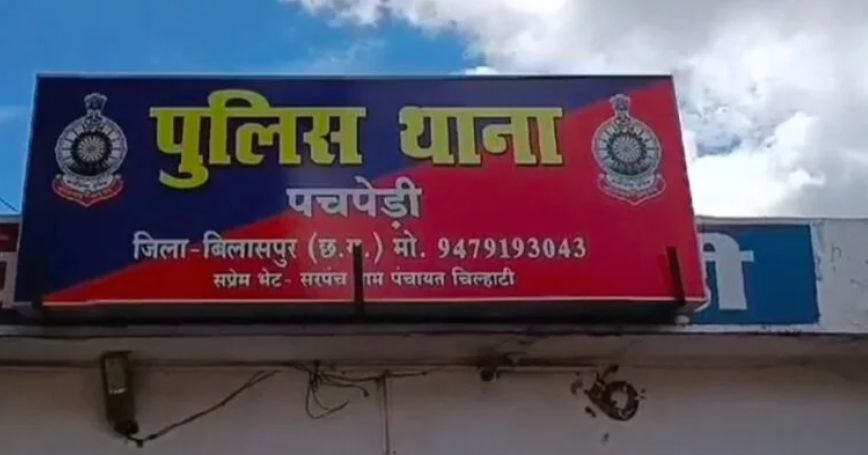 पुलिस थाना
पचपेड़ी
जिला-बिलासपुर (छ.ग.) मो. 9479193043
सप्रेम भेट- सरपंच ग्राम पंचायत चिल्हाटी
ड़ी